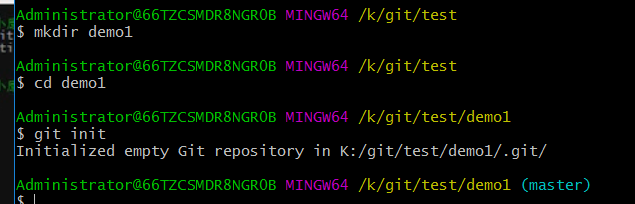 Administrator@66TZCSMDR8NGR0B MINGW64 /k/git/test
$ mkdir demo1
Administrator@66TZCSMDR8NGR0B MINGW64 /k/git/test
$ cd demo1
Administrator@66TZCSMDR8NGR0B MINGW64 /k/git/test/demo1
$ git init
Initialized empty Git repository in K:/git/test/demo1/.git/
Administrator@66TZCSMDR8NGR0B MINGW64 /k/git/test/demo1 (master)
$